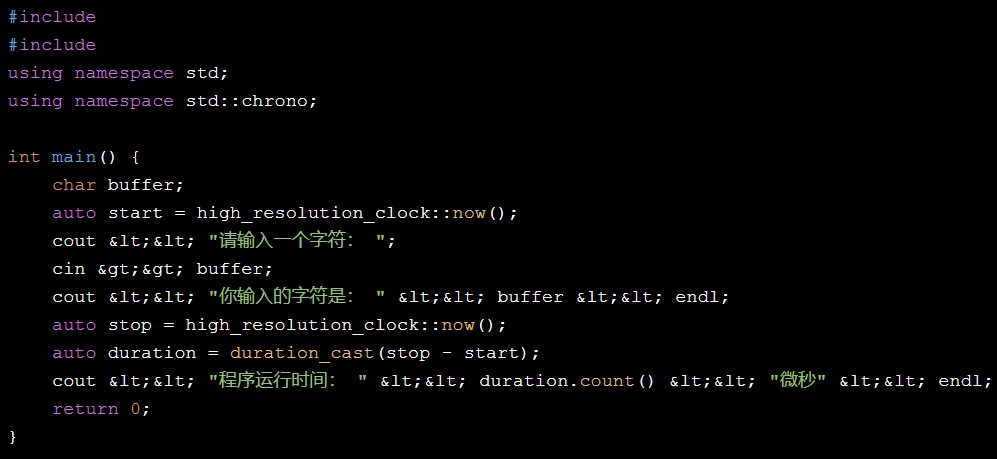 #include
#include
using namespace std;
using namespace std::chrono;
int main() {
    char buffer;
    auto start = high_resolution_clock::now();
    cout &lt;&lt; "请输入一个字符： ";
    cin &gt;&gt; buffer;
    cout &lt;&lt; "你输入的字符是： " &lt;&lt; buffer &lt;&lt; endl;
    auto stop = high_resolution_clock::now();
    auto duration = duration_cast(stop - start);
    cout &lt;&lt; "程序运行时间： " &lt;&lt; duration.count() &lt;&lt; "微秒" &lt;&lt; endl;
    return 0;
}